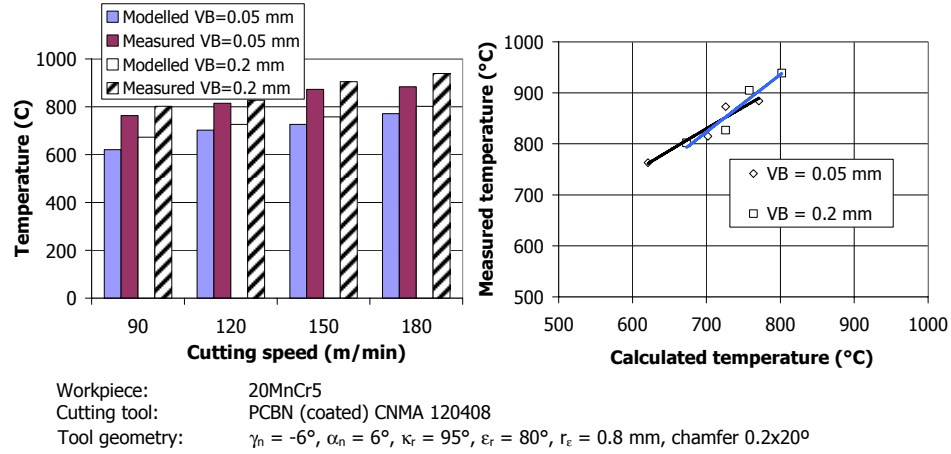 Modelled VB=0.05 mm
Measured VB=0.05 mm
Modelled VB=0.2 mm
Measured VB=0.2 mm
Temperature (C)
1000
800
600
400
200
0
90 120 150 180
Cutting speed (m/min)
Measured temperature (°C)
1000
900
800
700
600
500
VB = 0.05 mm
VB = 0.2 mm
500 600 700 800 900 1000
Calculated temperature (°C)
Workpiece: 20MnCr5
Cutting tool: PCBN (coated) CNMA 120408
Tool geometry: γn = -6°, αn = 6°, κr = 95°, εr = 80°, rε = 0.8 mm, chamfer 0.2x20º